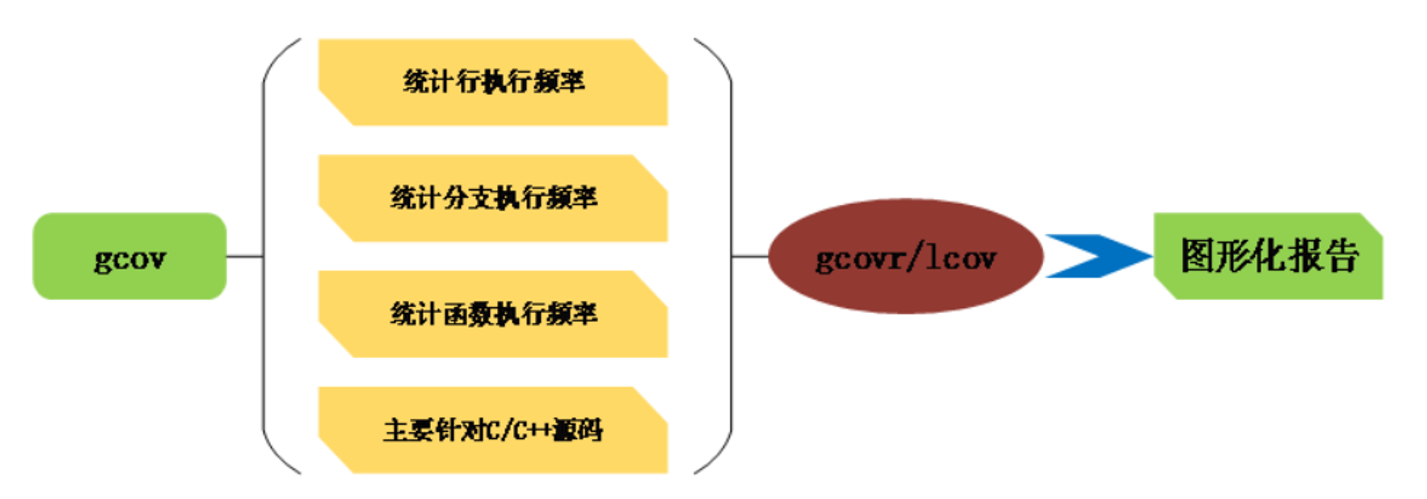 gcov
统计行执行频率
统计分支执行频率
统计函数执行频率
主要针对C/C++源码
gcovr/lcov
图形化报告